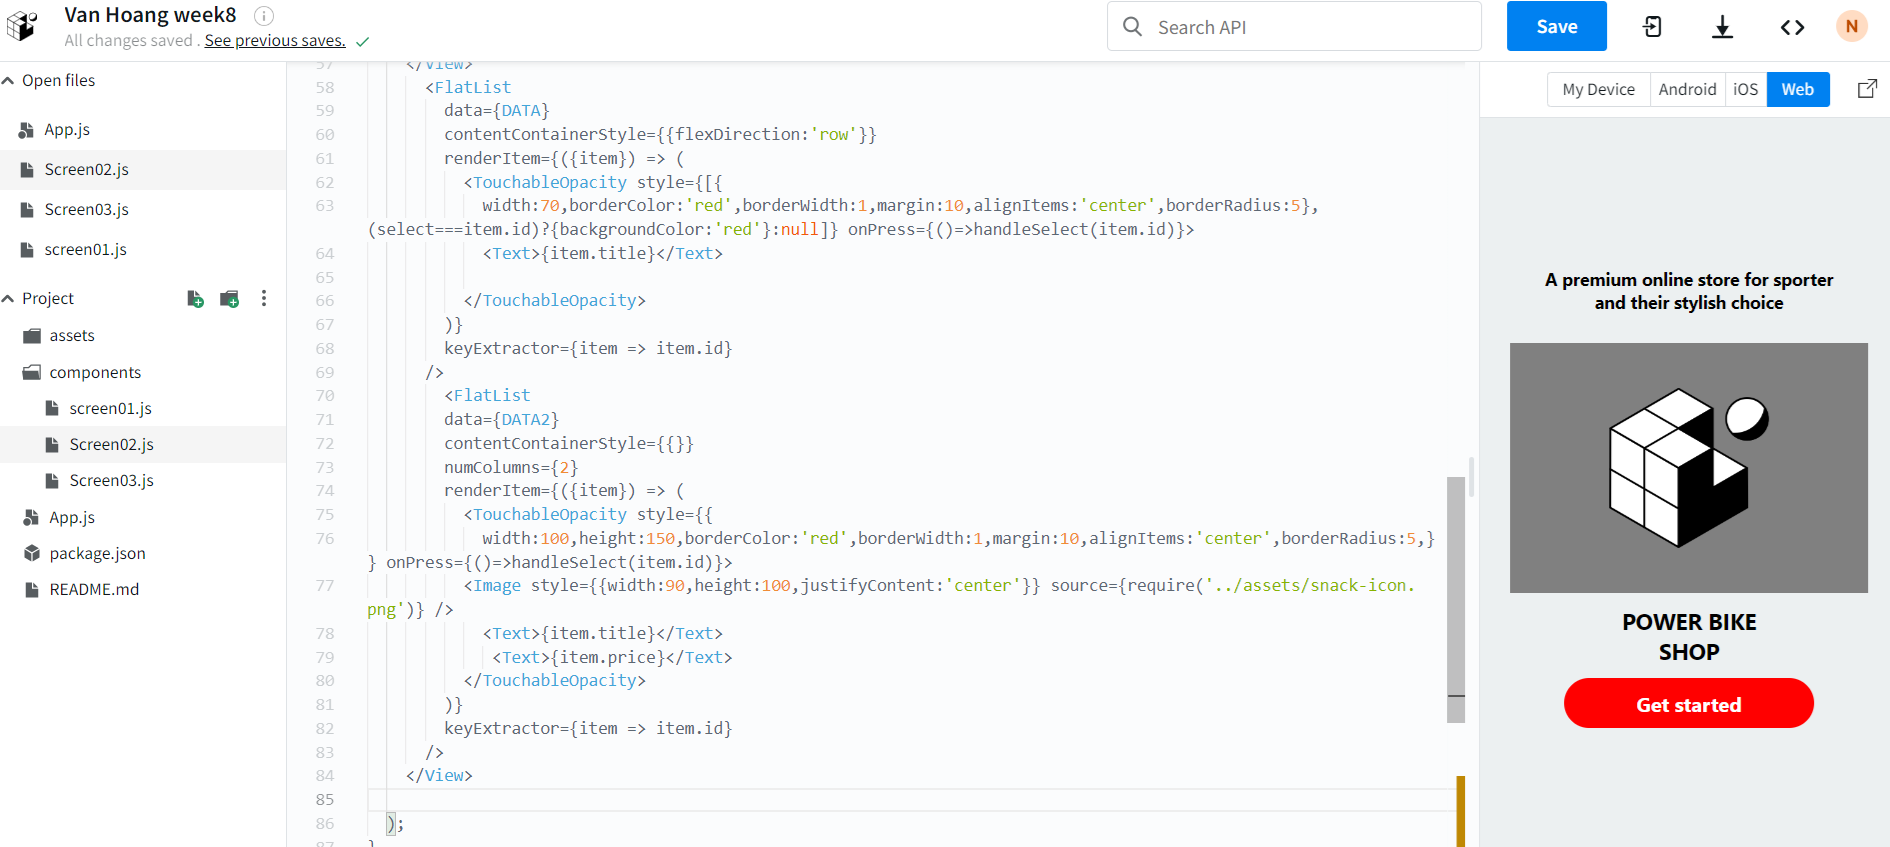 Van Hoang week8
All changes saved . See previous saves.
Search API
Save
N
Open files
App.js
Screen02.js
Screen03.js
screen01.js
Project
assets
components
screen01.js
Screen02.js
Screen03.js
App.js
package.json
README.md
57 </View>
58 <FlatList
59 data={DATA}
60 contentContainerStyle={{flexDirection:'row'}}
61 renderItem={({item}) => (
62 <TouchableOpacity style={[{
63 width:70,borderColor:'red',borderWidth:1,margin:10,alignItems:'center',borderRadius:5},
(select===item.id)?{backgroundColor:'red'}:null]} onPress={()=>handleSelect(item.id)}>
64 <Text>{item.title}</Text>
65
66 </TouchableOpacity>
67 )}
68 keyExtractor={item => item.id}
69 />
70 <FlatList
71 data={DATA2}
72 contentContainerStyle={{}}
73 numColumns={2}
74 renderItem={({item}) => (
75 <TouchableOpacity style={{
76 width:100,height:150,borderColor:'red',borderWidth:1,margin:10,alignItems:'center',borderRadius:5,}
} onPress={()=>handleSelect(item.id)}>
77 <Image style={{width:90,height:100,justifyContent:'center'}} source={require('../assets/snack-icon.
png')} />
78 <Text>{item.title}</Text>
79 <Text>{item.price}</Text>
80 </TouchableOpacity>
81 )}
82 keyExtractor={item => item.id}
83 />
84 </View>
85
86 );
87 }
My Device
Android
iOS
Web
A premium online store for sporter
and their stylish choice
POWER BIKE
SHOP
Get started